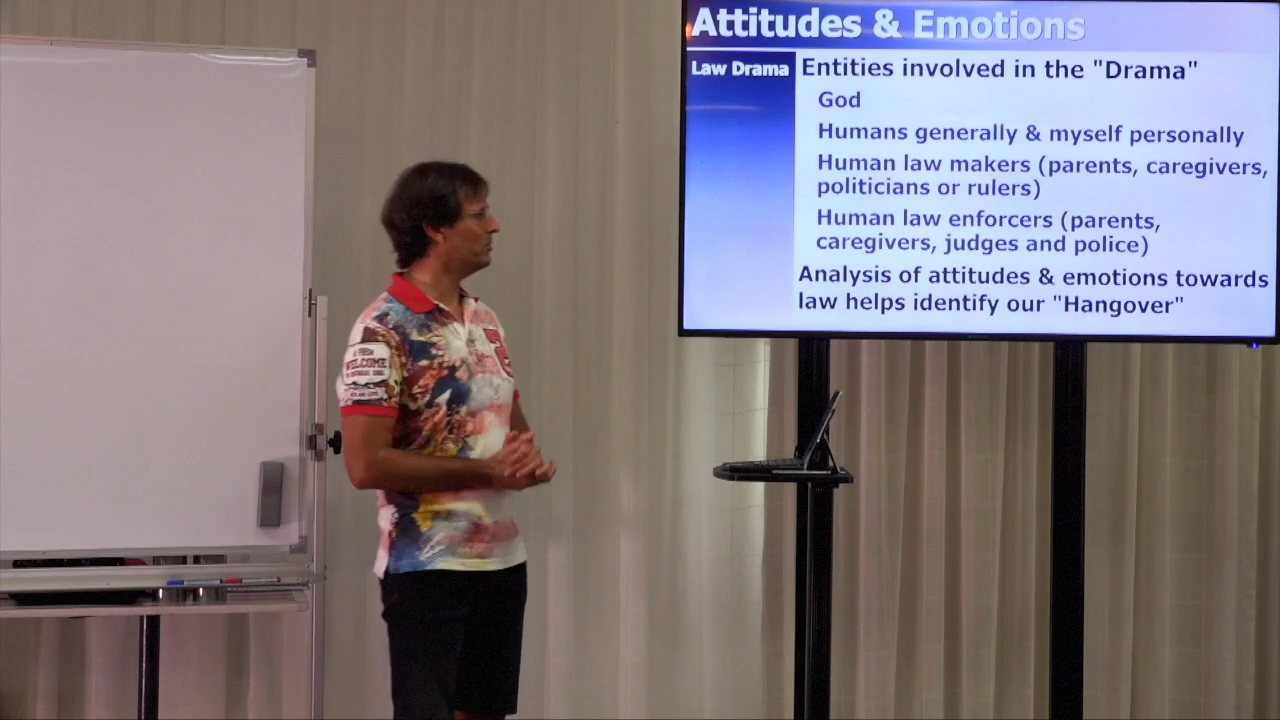 Attitudes & Emotions
Law Drama
Entities involved in the "Drama"
God
Humans generally & myself personally
Human law makers (parents, caregivers,
politicians or rulers)
Human law enforcers (parents,
caregivers, judges and police)
Analysis of attitudes & emotions towards
law helps identify our "Hangover"
WELCOME